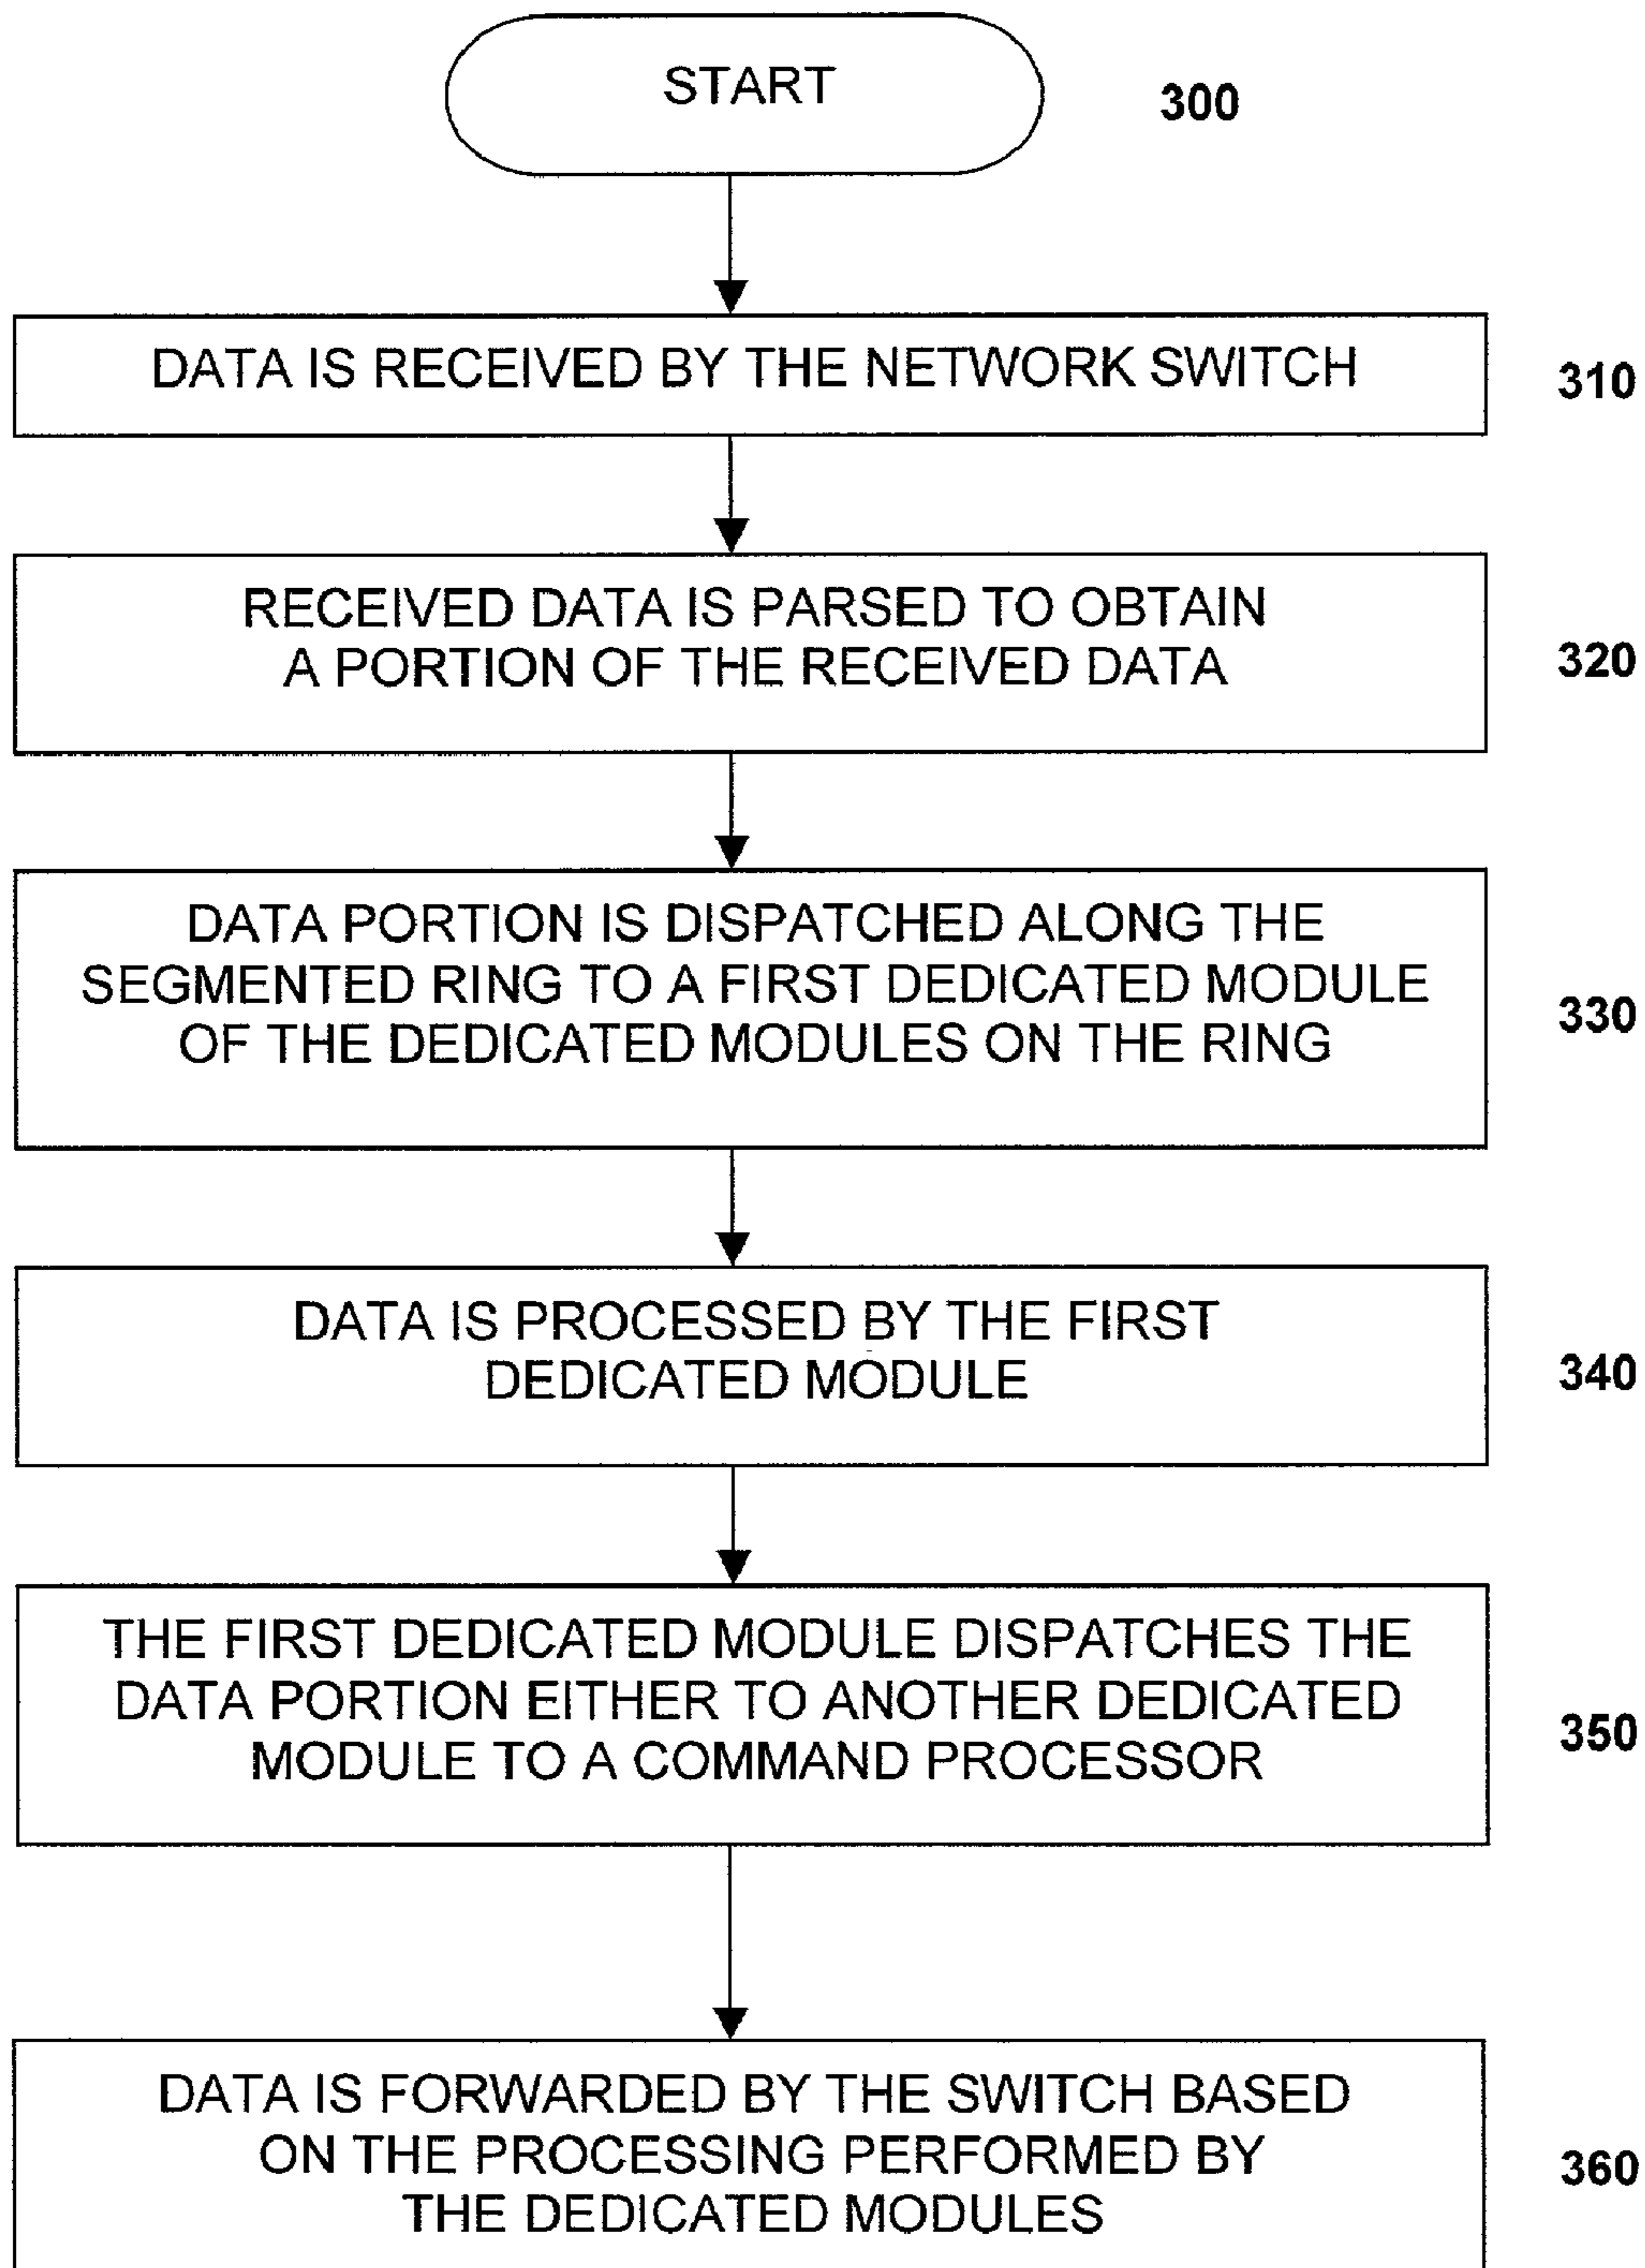 START
300
DATA IS RECEIVED BY THE NETWORK SWITCH
310
RECEIVED DATA IS PARSED TO OBTAIN
A PORTION OF THE RECEIVED DATA
320
DATA PORTION IS DISPATCHED ALONG THE
SEGMENTED RING TO A FIRST DEDICATED MODULE
OF THE DEDICATED MODULES ON THE RING
330
DATA IS PROCESSED BY THE FIRST
DEDICATED MODULE
340
THE FIRST DEDICATED MODULE DISPATCHES THE
DATA PORTION EITHER TO ANOTHER DEDICATED
MODULE TO A COMMAND PROCESSOR
350
DATA IS FORWARDED BY THE SWITCH BASED
ON THE PROCESSING PERFORMED BY
THE DEDICATED MODULES
360